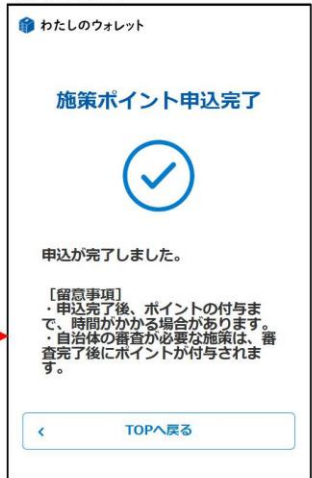 わたしのウォレット
施策ポイント申込完了
申込が完了しました。
［留意事項］
・申込完了後、ポイントの付与ま
で、時間がかかる場合があります。
・自治体の審査が必要な施策は、審
査完了後にポイントが付与されま
す。
< TOPへ戻る